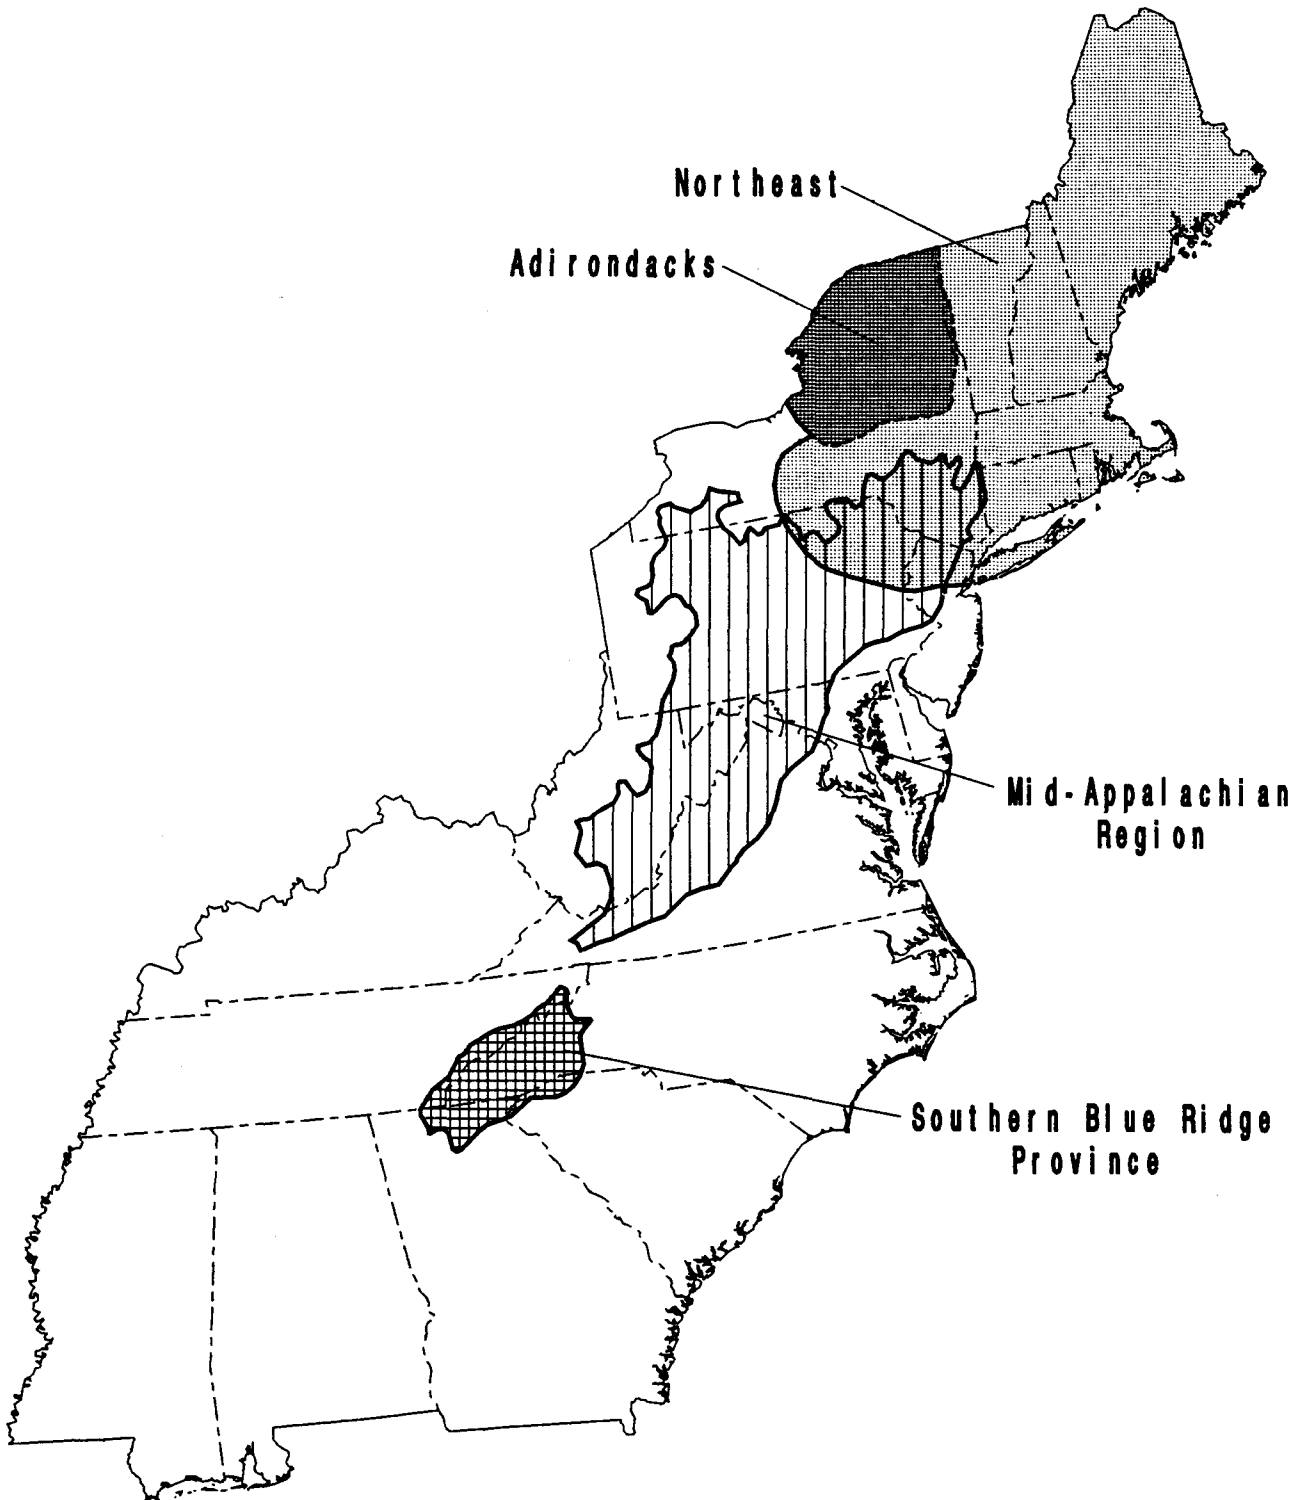 Northeast
Adirondacks
Mid-Appalachian
Region
Southern Blue Ridge
Province